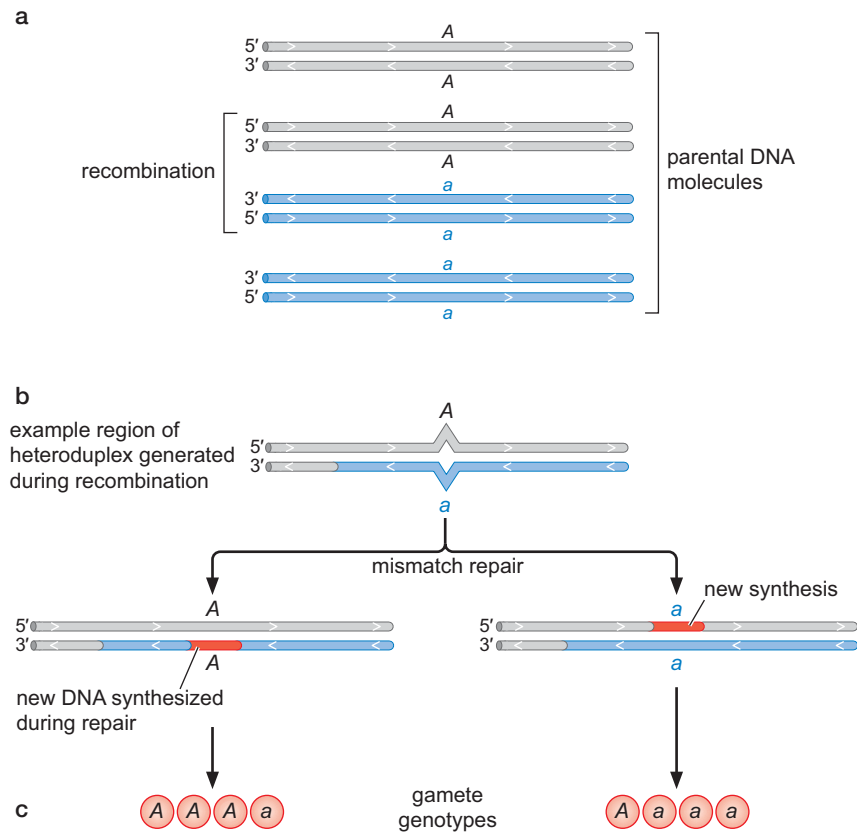 a
A
5′
3′
A
A
5′
3′
A
recombination
parental DNA
molecules
a
3′
5′
a
a
3′
5′
a
b
example region of
heteroduplex generated
during recombination
A
5′
3′
a
mismatch repair
A
5′
3′
A
new DNA synthesized
during repair
a
new synthesis
5′
3′
a
c
A A A a
gamete
genotypes
A a a a